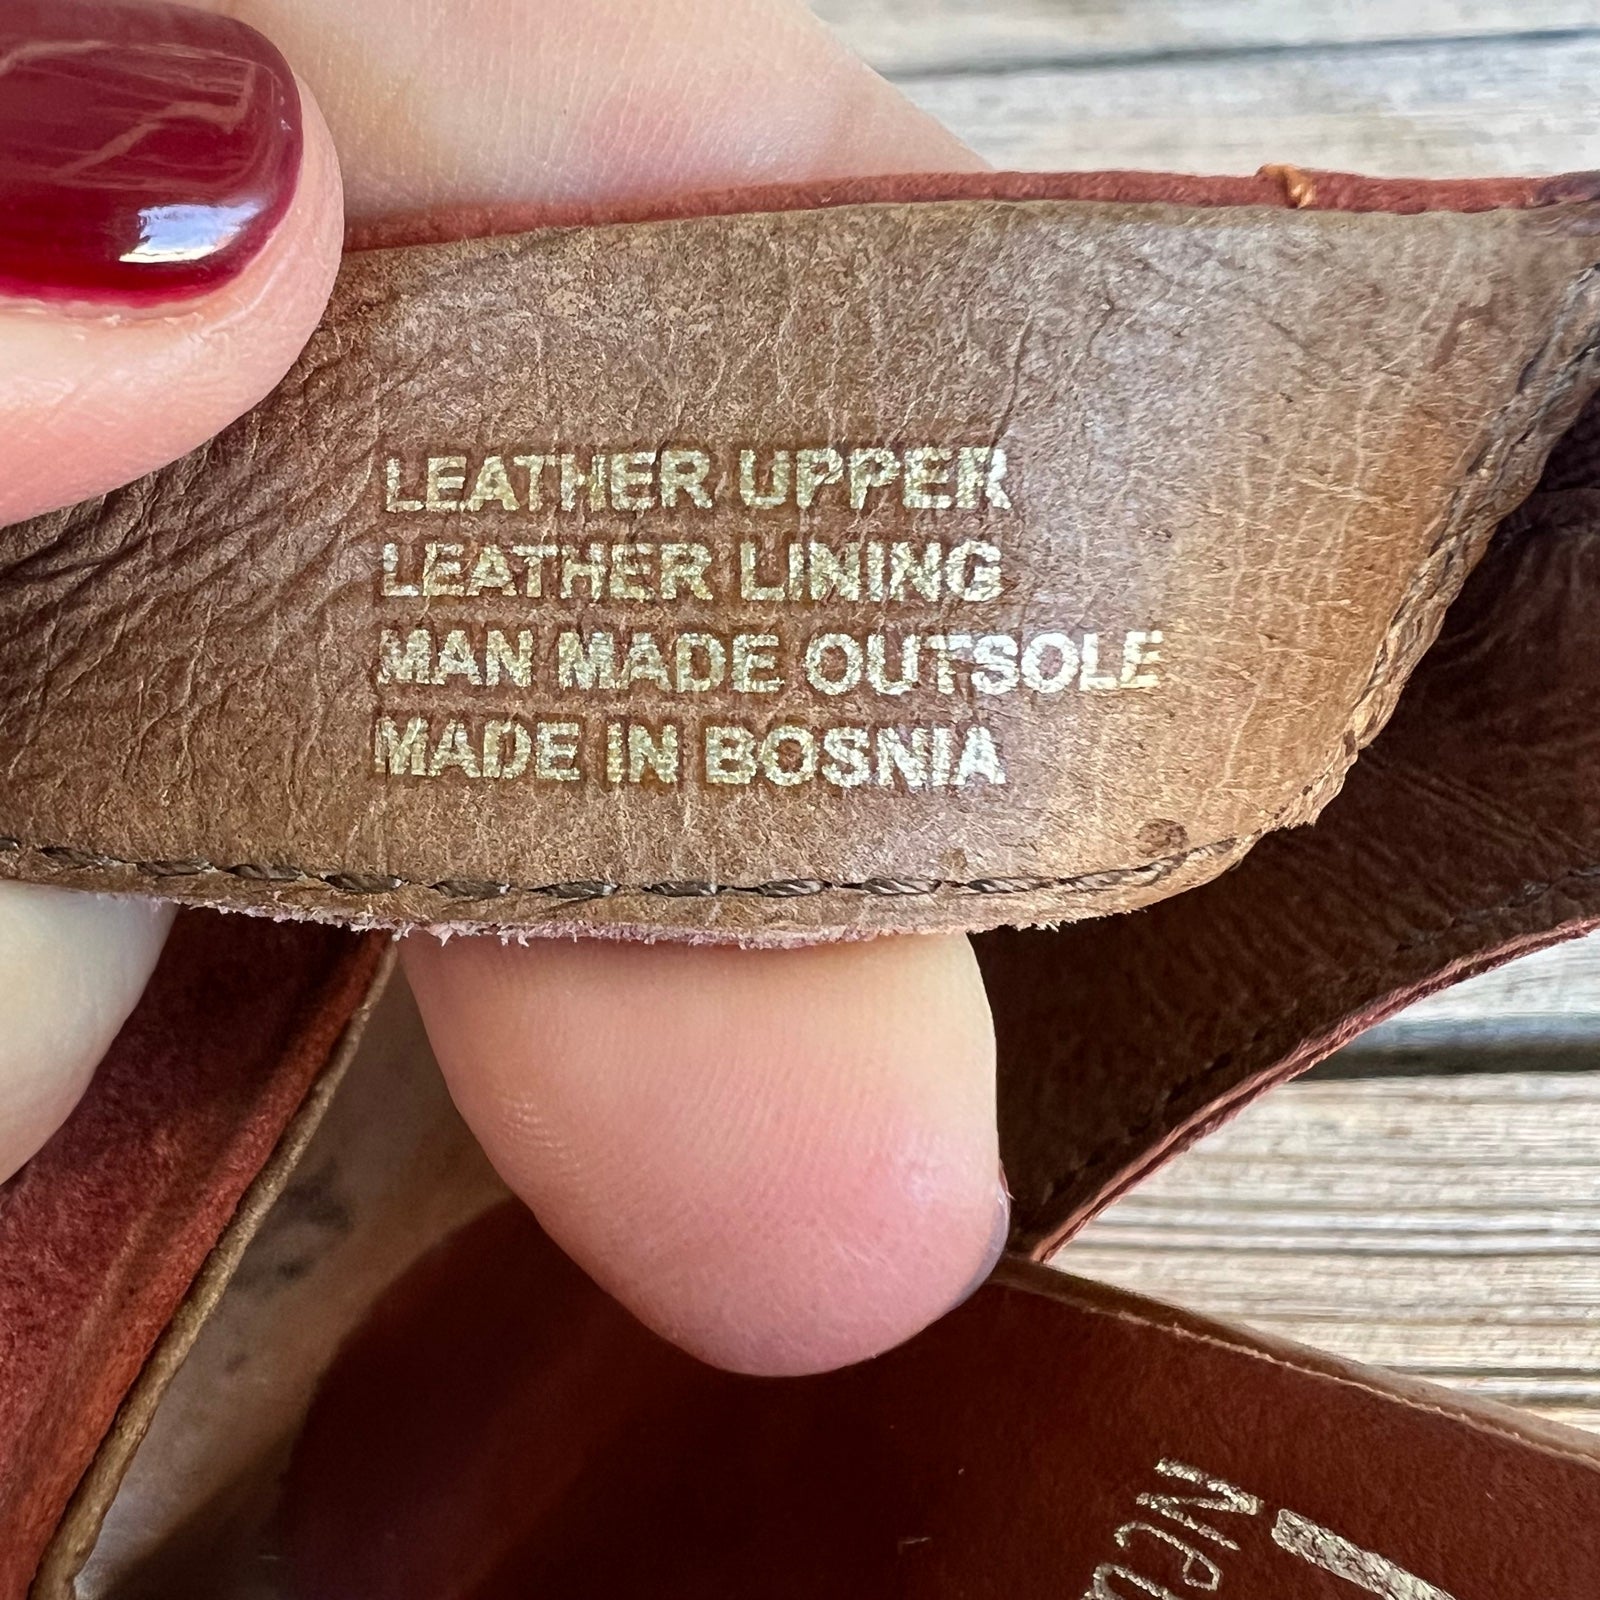 LEATHER UPPER
LEATHER LINING
MAN MADE OUTSOLE
MADE IN BOSNIA